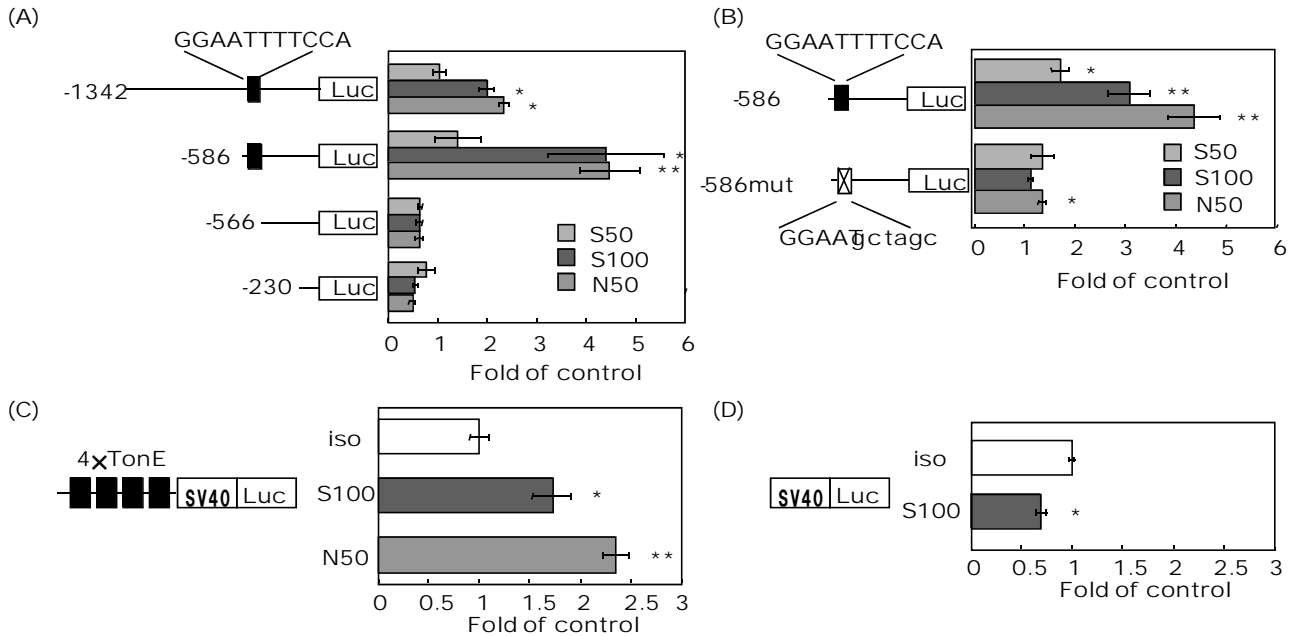 (A)
GGAATTTTCCA
-1342
Luc
*
*
-586
Luc
*
**
-566
Luc
-230
Luc
S50
S100
N50
0 1 2 3 4 5 6
Fold of control
(B)
GGAATTTTCCA
-586
Luc
*
**
**
-586mut
Luc
*
GGAATgctagc
S50
S100
N50
0 1 2 3 4 5 6
Fold of control
(C)
4×TonE
SV40 Luc
iso
S100
*
N50
**
0 0.5 1 1.5 2 2.5 3
Fold of control
(D)
SV40 Luc
iso
S100
*
0 0.5 1 1.5 2 2.5 3
Fold of control